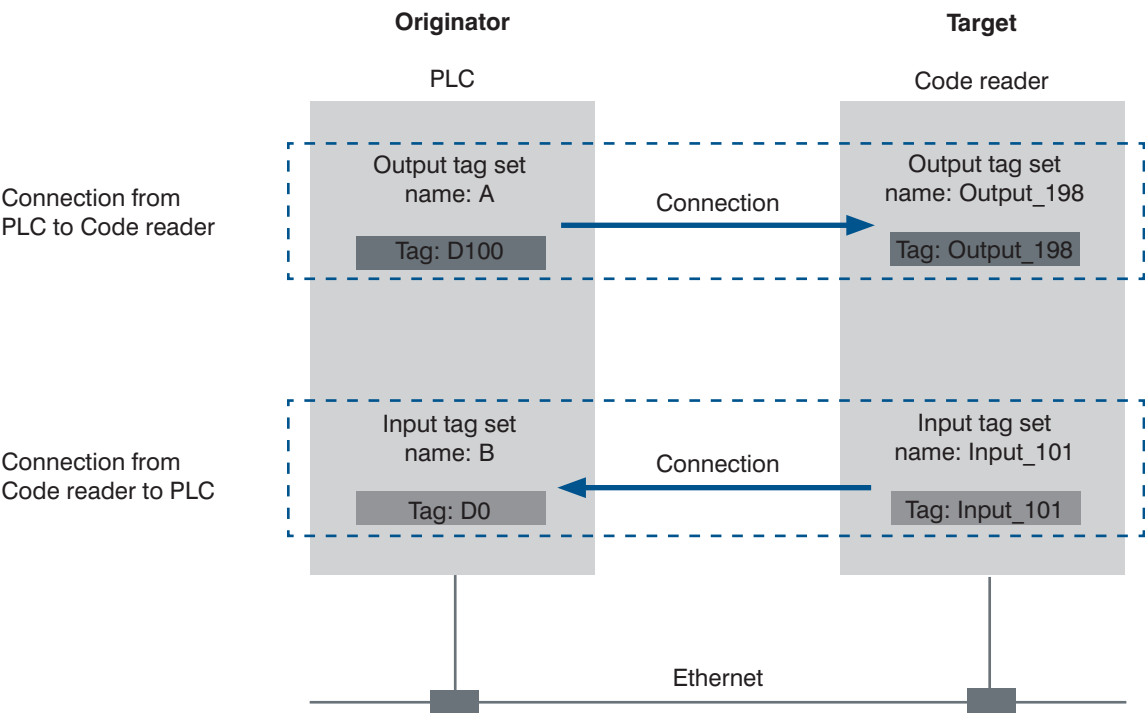 Originator
Target
PLC
Code reader
Connection from
PLC to Code reader
Output tag set
name: A
Tag: D100
Connection
Output tag set
name: Output_198
Tag: Output_198
Connection from
Code reader to PLC
Input tag set
name: B
Tag: D0
Connection
Input tag set
name: Input_101
Tag: Input_101
Ethernet